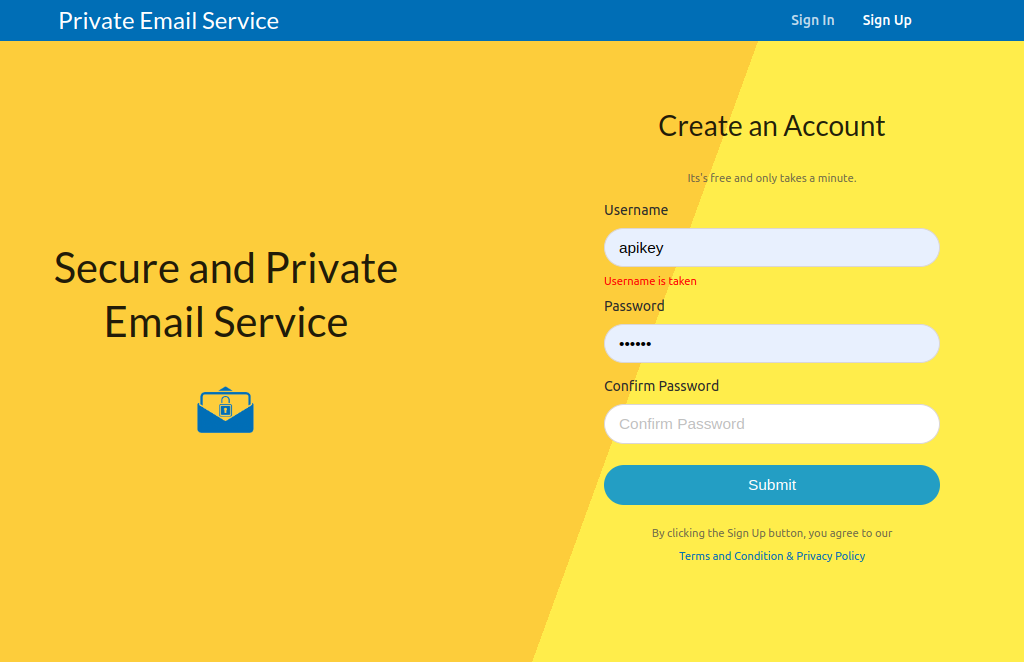 Private Email Service
Sign In
Sign Up
Secure and Private
Email Service
Create an Account
Its's free and only takes a minute.
Username
apikey
Username is taken
Password
••••••
Confirm Password
Confirm Password
Submit
By clicking the Sign Up button, you agree to our
Terms and Condition & Privacy Policy